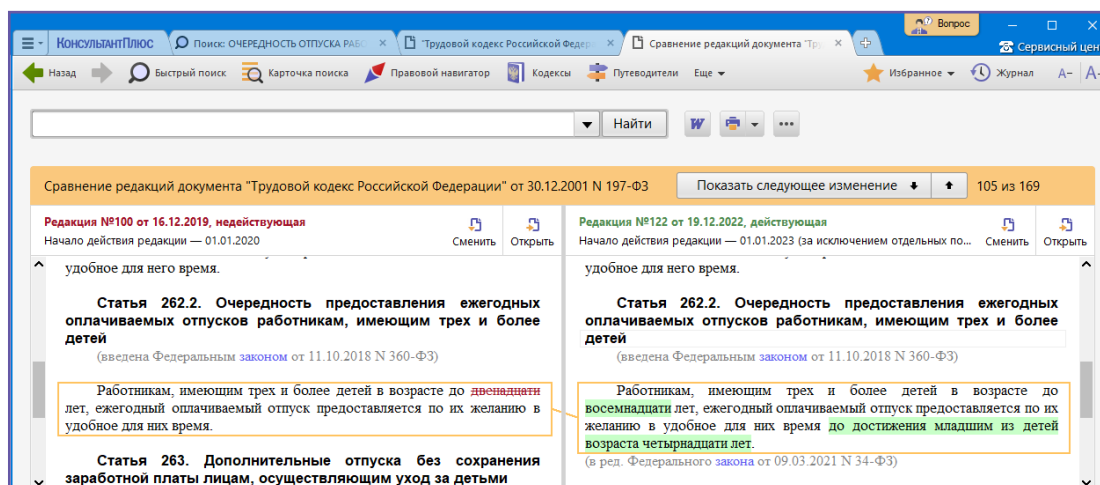 Вопрос
КонсультантПлюс
Поиск: ОЧЕРЕДНОСТЬ ОТПУСКА РАБО
"Трудовой кодекс Российской Федер
Сравнение редакций документа "Тру
Сервисный цен
Назад
Быстрый поиск
Карточка поиска
Правовой навигатор
Кодексы
Путеводители
Еще
Избранное
Журнал
А−
А
Найти
W
Сравнение редакций документа "Трудовой кодекс Российской Федерации" от 30.12.2001 N 197-ФЗ
Показать следующее изменение
105 из 169
Редакция №100 от 16.12.2019, недействующая
Начало действия редакции — 01.01.2020
Сменить
Открыть
удобное для него время.
Статья 262.2. Очередность предоставления ежегодных
оплачиваемых отпусков работникам, имеющим трех и более
детей
(введена Федеральным законом от 11.10.2018 N 360-ФЗ)
Работникам, имеющим трех и более детей в возрасте до двенадцати
лет, ежегодный оплачиваемый отпуск предоставляется по их желанию в
удобное для них время.
Статья 263. Дополнительные отпуска без сохранения
заработной платы лицам, осуществляющим уход за детьми
Редакция №122 от 19.12.2022, действующая
Начало действия редакции — 01.01.2023 (за исключением отдельных по...
Сменить
Открыть
удобное для него время.
Статья 262.2. Очередность предоставления ежегодных
оплачиваемых отпусков работникам, имеющим трех и более
детей
(введена Федеральным законом от 11.10.2018 N 360-ФЗ)
Работникам, имеющим трех и более детей в возрасте до
восемнадцати лет, ежегодный оплачиваемый отпуск предоставляется по их
желанию в удобное для них время до достижения младшим из детей
возраста четырнадцати лет.
(в ред. Федерального закона от 09.03.2021 N 34-ФЗ)